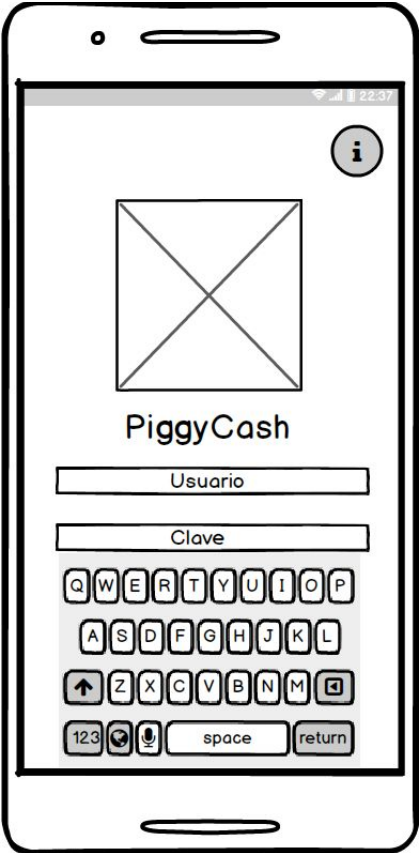 22:37
i
PiggyCash
Usuario
Clave
Q W E R T Y U I O P
A S D F G H J K L
Z X C V B N M
123 space return